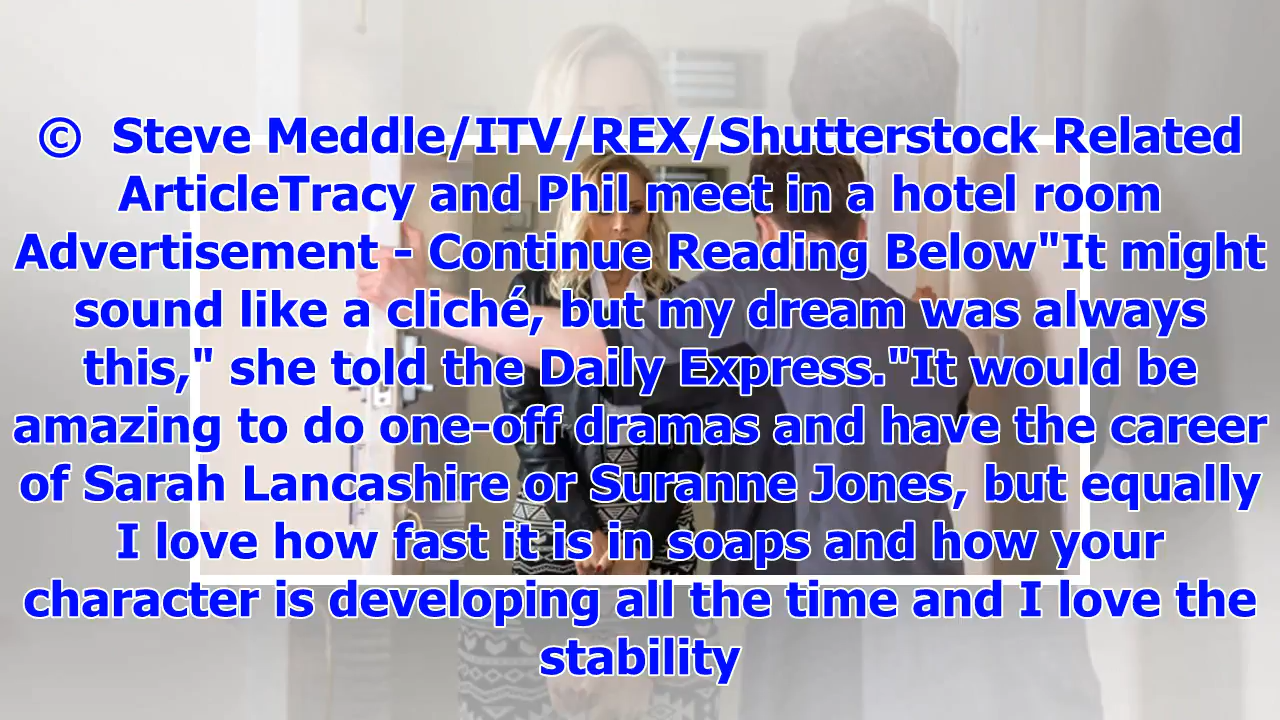 ©  Steve Meddle/ITV/REX/Shutterstock Related
ArticleTracy and Phil meet in a hotel room
Advertisement - Continue Reading Below"It might
sound like a cliché, but my dream was always
this," she told the Daily Express."It would be
amazing to do one-off dramas and have the career
of Sarah Lancashire or Suranne Jones, but equally
I love how fast it is in soaps and how your
character is developing all the time and I love the
stability